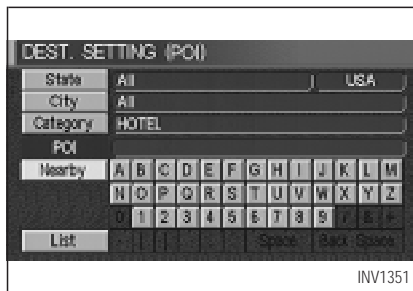 DEST. SETTING (POI)
State All USA
City All
Category HOTEL
POI
Nearby A B C D E F G H I J K L M
N O P Q R S T U V W X Y Z
0 1 2 3 4 5 6 7 8 9 / & +
List Space Back Space
INV1351